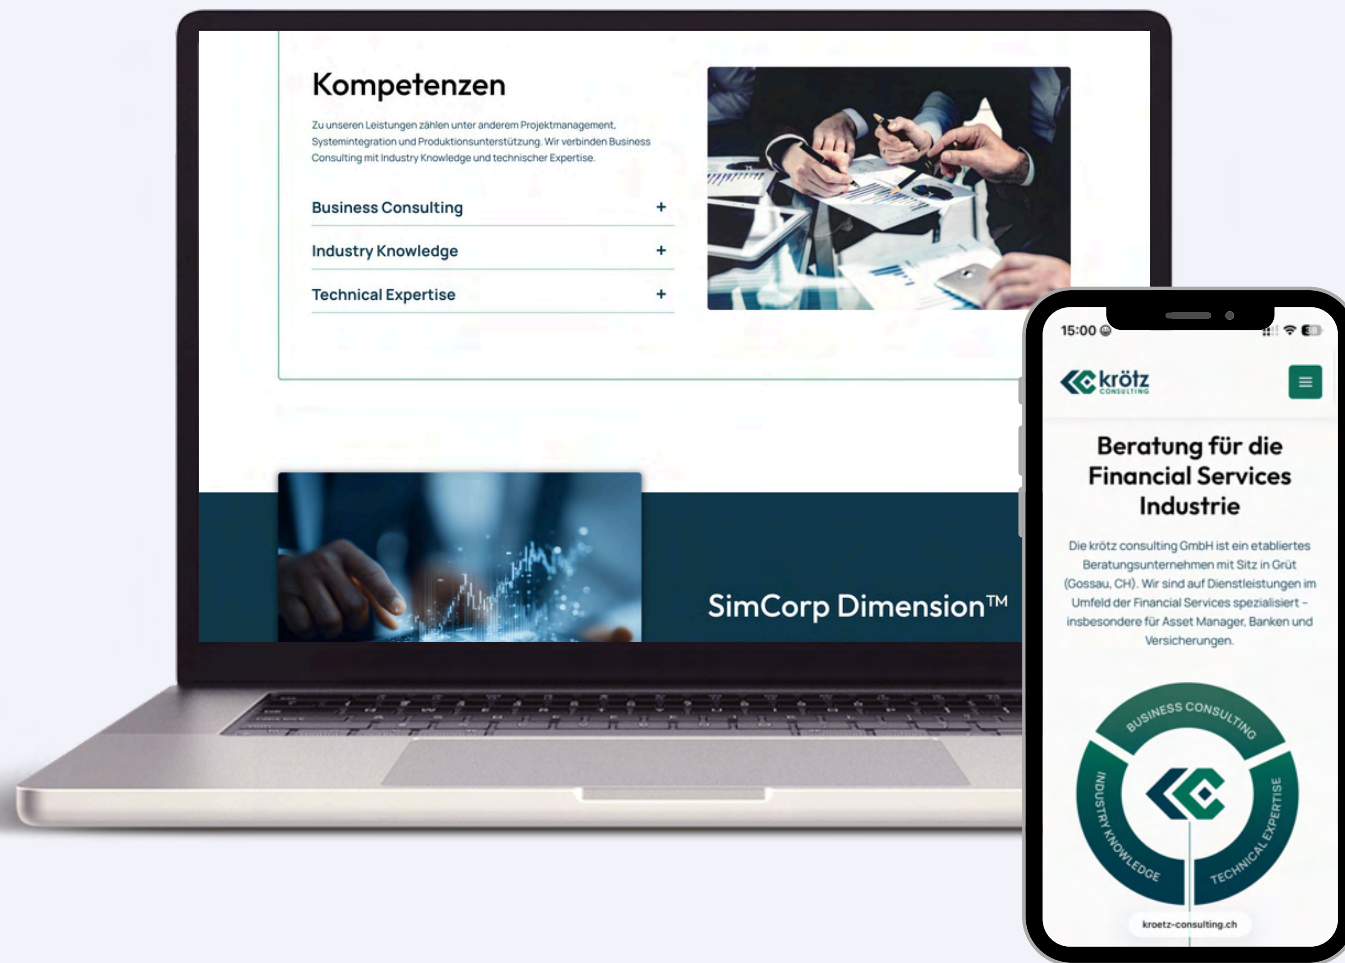 Kompetenzen
Zu unseren Leistungen zählen unter anderem Projektmanagement,
Systemintegration und Produktionsunterstützung. Wir verbinden Business
Consulting mit Industry Knowledge und technischer Expertise.
Business Consulting +
Industry Knowledge +
Technical Expertise +
SimCorp Dimension™
15:00
38
krötz
CONSULTING
Beratung für die
Financial Services
Industrie
Die krötz consulting GmbH ist ein etabliertes
Beratungsunternehmen mit Sitz in Grüt
(Gossau, CH). Wir sind auf Dienstleistungen im
Umfeld der Financial Services spezialisiert –
insbesondere für Asset Manager, Banken und
Versicherungen.
BUSINESS CONSULTING
INDUSTRY KNOWLEDGE
TECHNICAL EXPERTISE
kroetz-consulting.ch